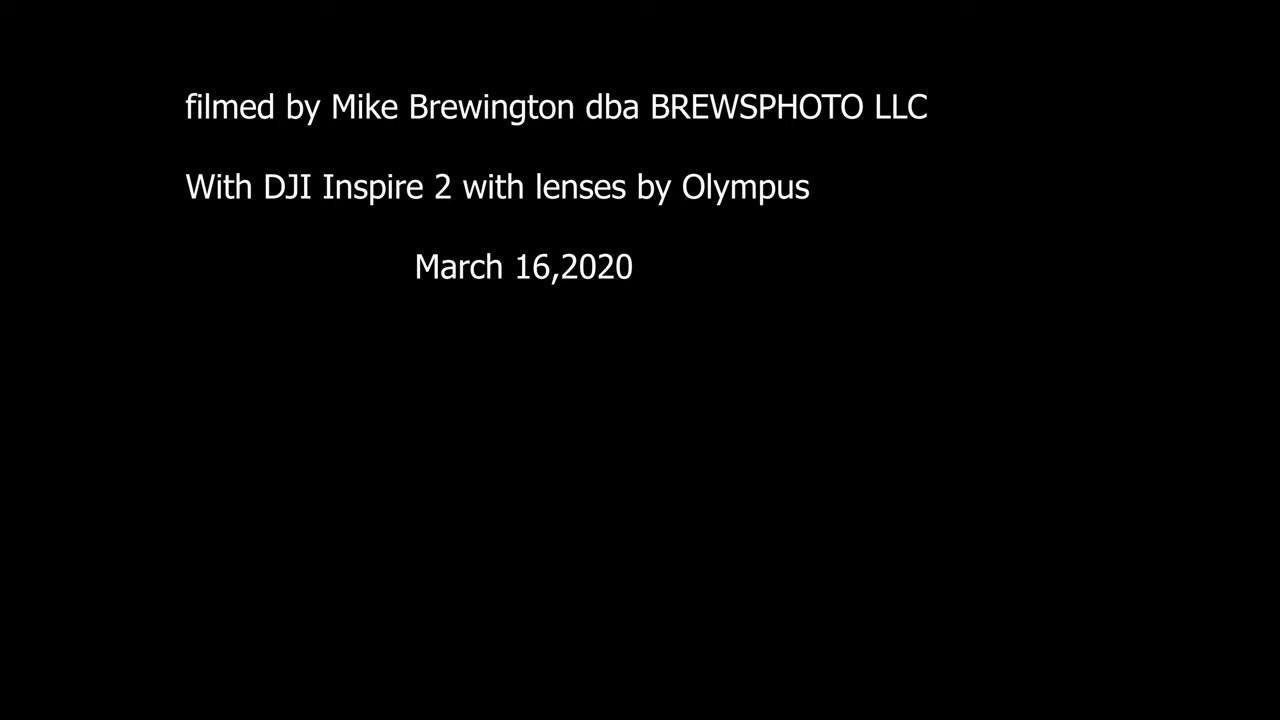 filmed by Mike Brewington dba BREWSPHOTO LLC
With DJI Inspire 2 with lenses by Olympus
March 16,2020